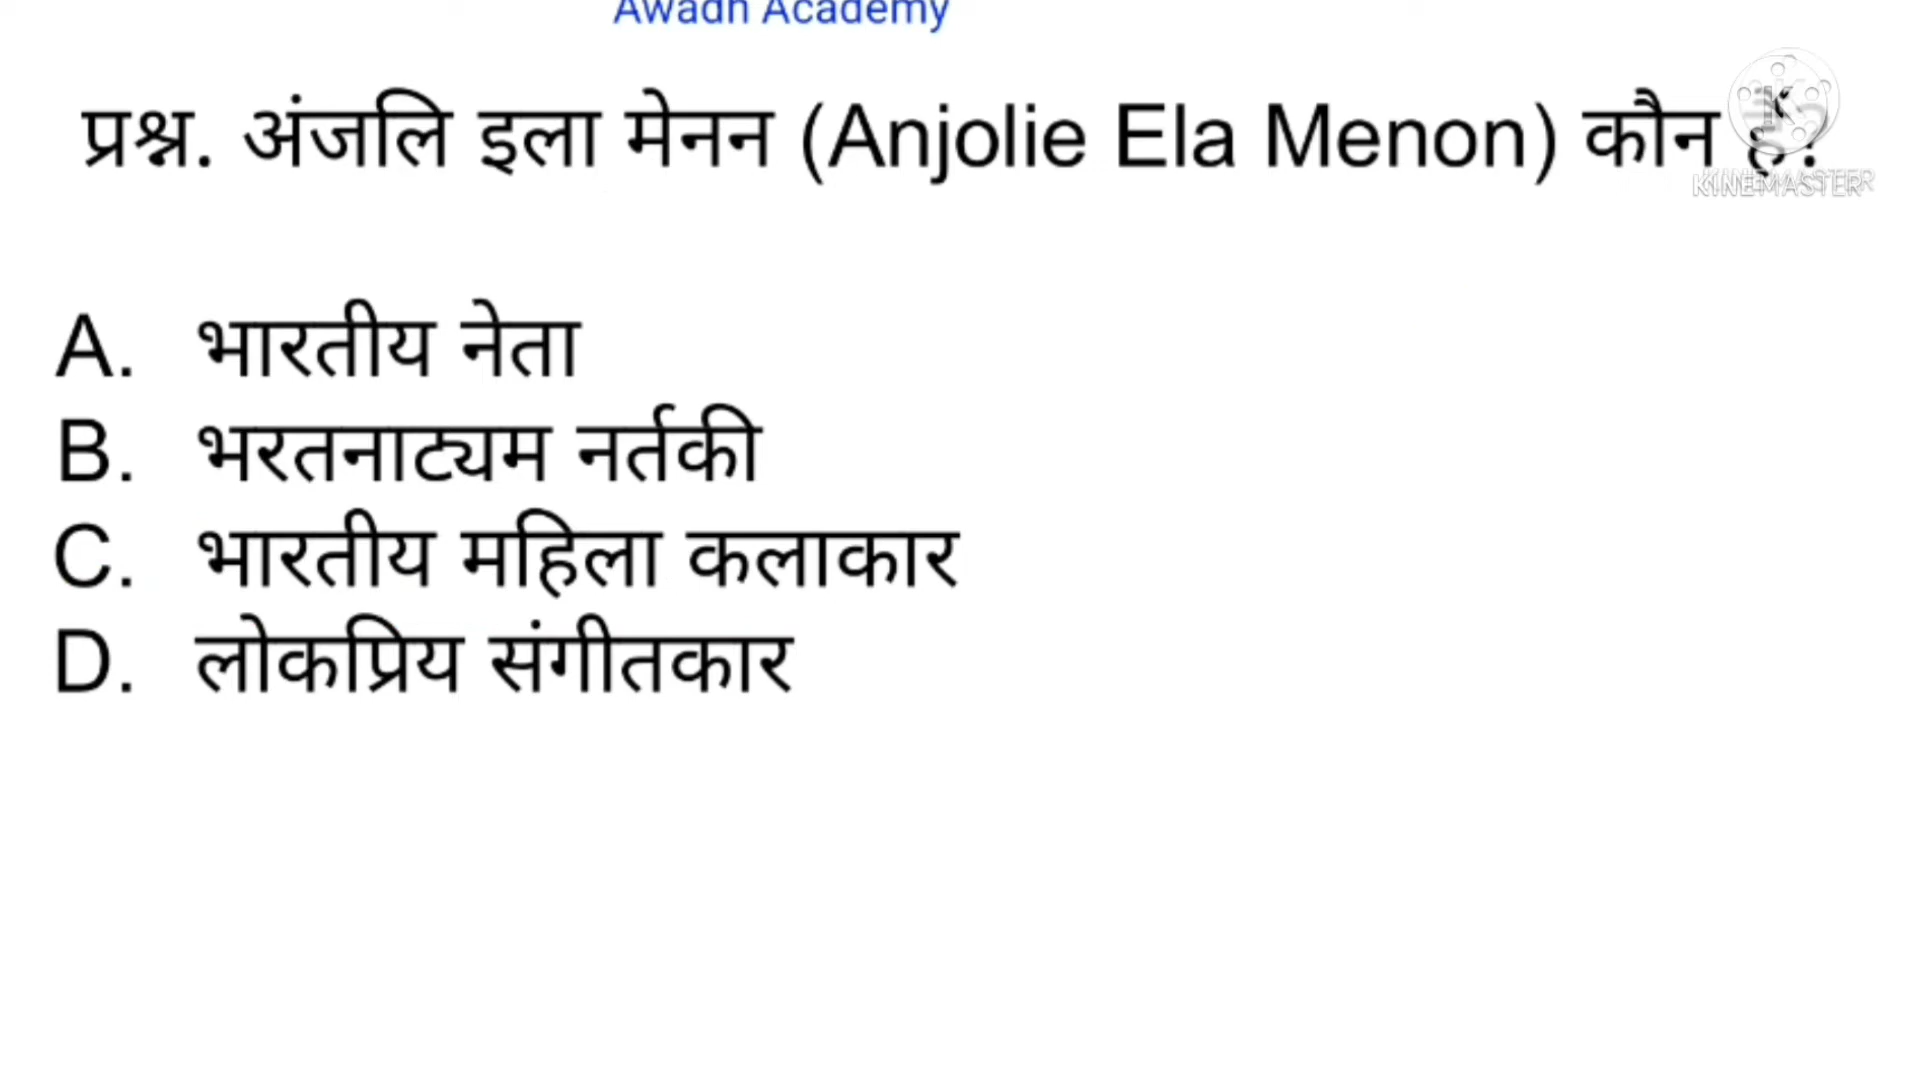 Awadh Academy
प्रश्न. अंजलि इला मेनन (Anjolie Ela Menon) कौन है?
KINEMASTER
A. भारतीय नेता
B. भरतनाट्यम नर्तकी
C. भारतीय महिला कलाकार
D. लोकप्रिय संगीतकार